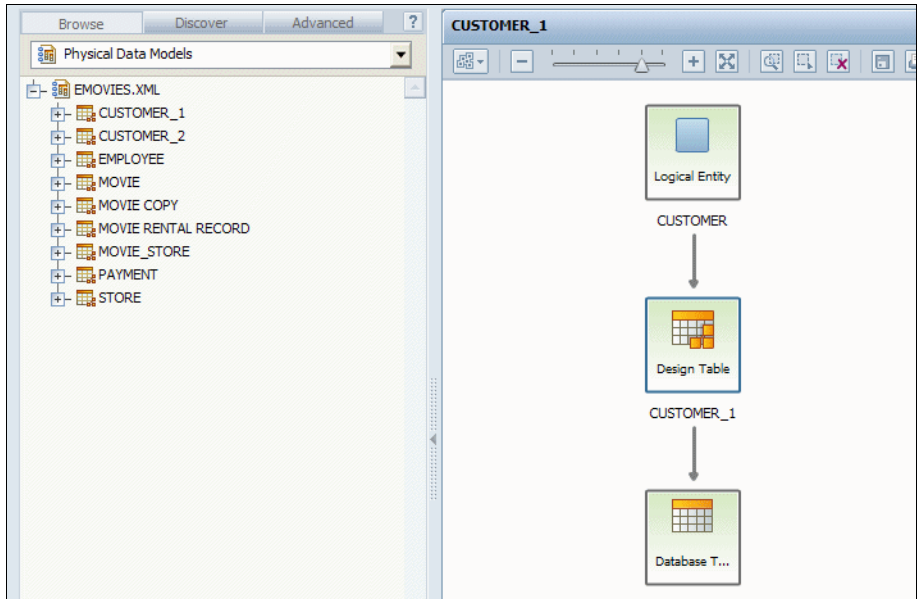 Browse
Discover
Advanced
?
Physical Data Models
EMOVIES.XML
CUSTOMER_1
CUSTOMER_2
EMPLOYEE
MOVIE
MOVIE COPY
MOVIE RENTAL RECORD
MOVIE_STORE
PAYMENT
STORE
CUSTOMER_1
Logical Entity
CUSTOMER
Design Table
CUSTOMER_1
Database T...